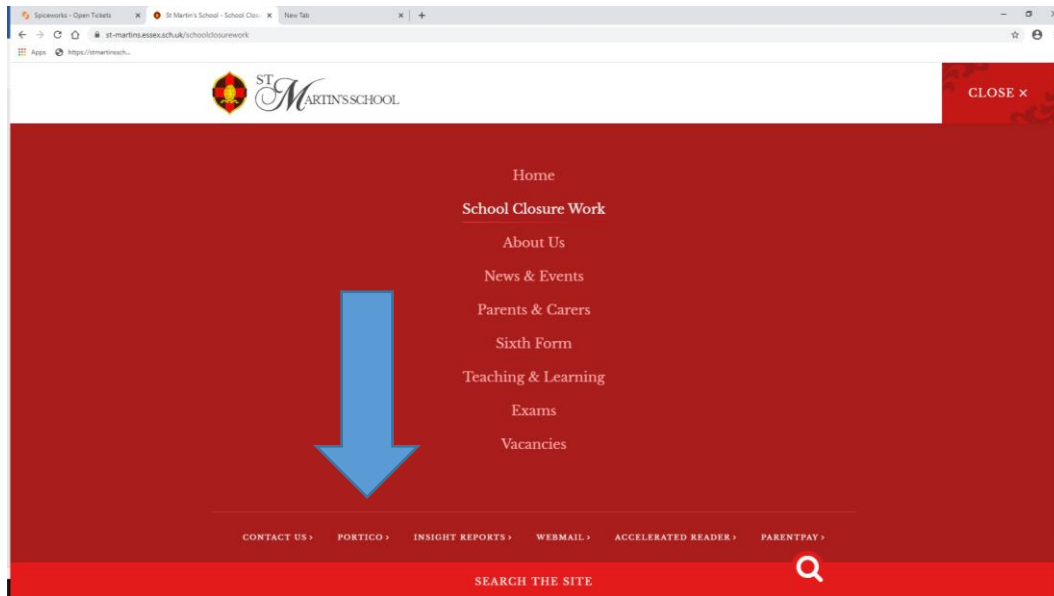 Spiceworks - Open Tickets
St Martin's School - School Clos
New Tab
st-martins.essex.sch.uk/schoolclosurework
Apps
https://stmartinssch...
ST MARTIN'S SCHOOL
CLOSE ×
Home
School Closure Work
About Us
News & Events
Parents & Carers
Sixth Form
Teaching & Learning
Exams
Vacancies
CONTACT US › PORTICO › INSIGHT REPORTS › WEBMAIL › ACCELERATED READER › PARENTPAY ›
SEARCH THE SITE